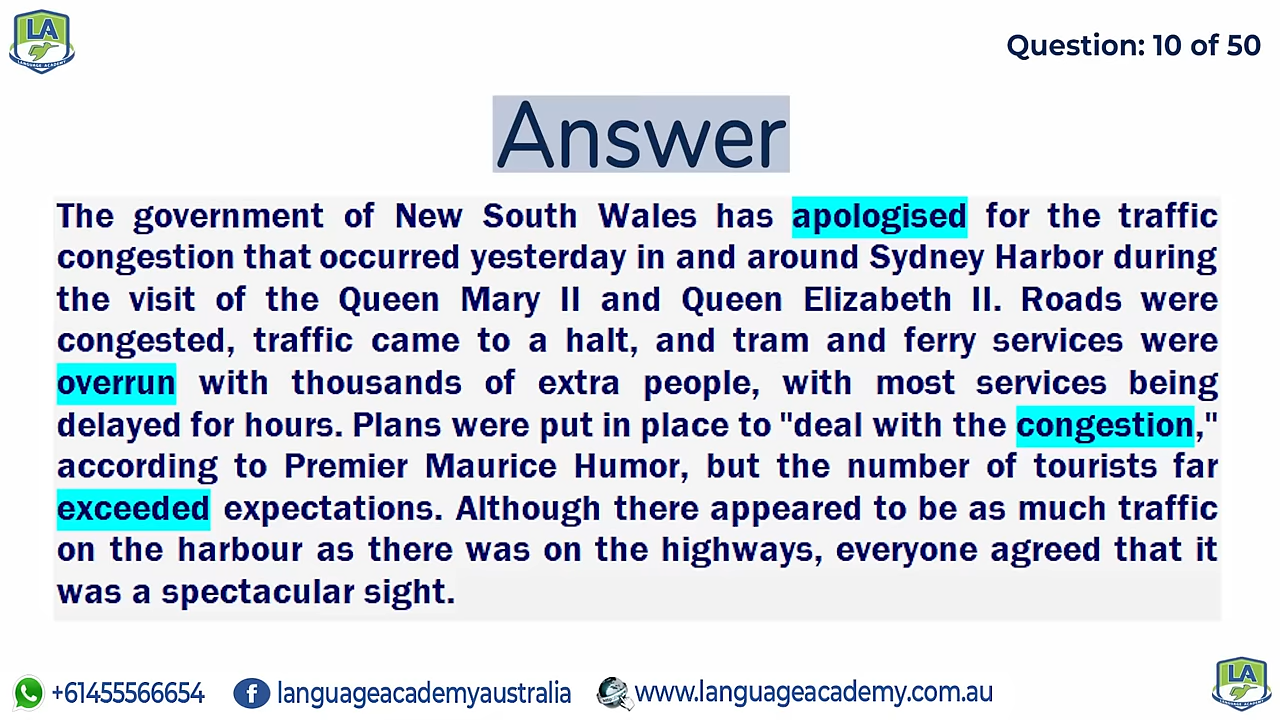 LA
LANGUAGE ACADEMY
Question: 10 of 50
Answer
The government of New South Wales has apologised for the traffic
congestion that occurred yesterday in and around Sydney Harbor during
the visit of the Queen Mary II and Queen Elizabeth II. Roads were
congested, traffic came to a halt, and tram and ferry services were
overrun with thousands of extra people, with most services being
delayed for hours. Plans were put in place to "deal with the congestion,"
according to Premier Maurice Humor, but the number of tourists far
exceeded expectations. Although there appeared to be as much traffic
on the harbour as there was on the highways, everyone agreed that it
was a spectacular sight.
+61455566654 languageacademyaustralia www.languageacademy.com.au
LA
LANGUAGE ACADEMY